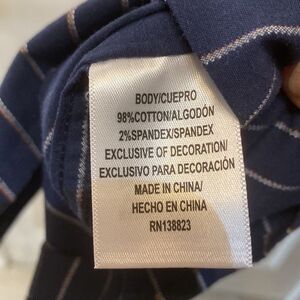 BODY/CUEPRO
98%COTTON/ALGODÓN
2%SPANDEX/SPANDEX
EXCLUSIVE OF DECORATION/
EXCLUSIVO PARA DECORACIÓN
MADE IN CHINA/
HECHO EN CHINA
RN138823